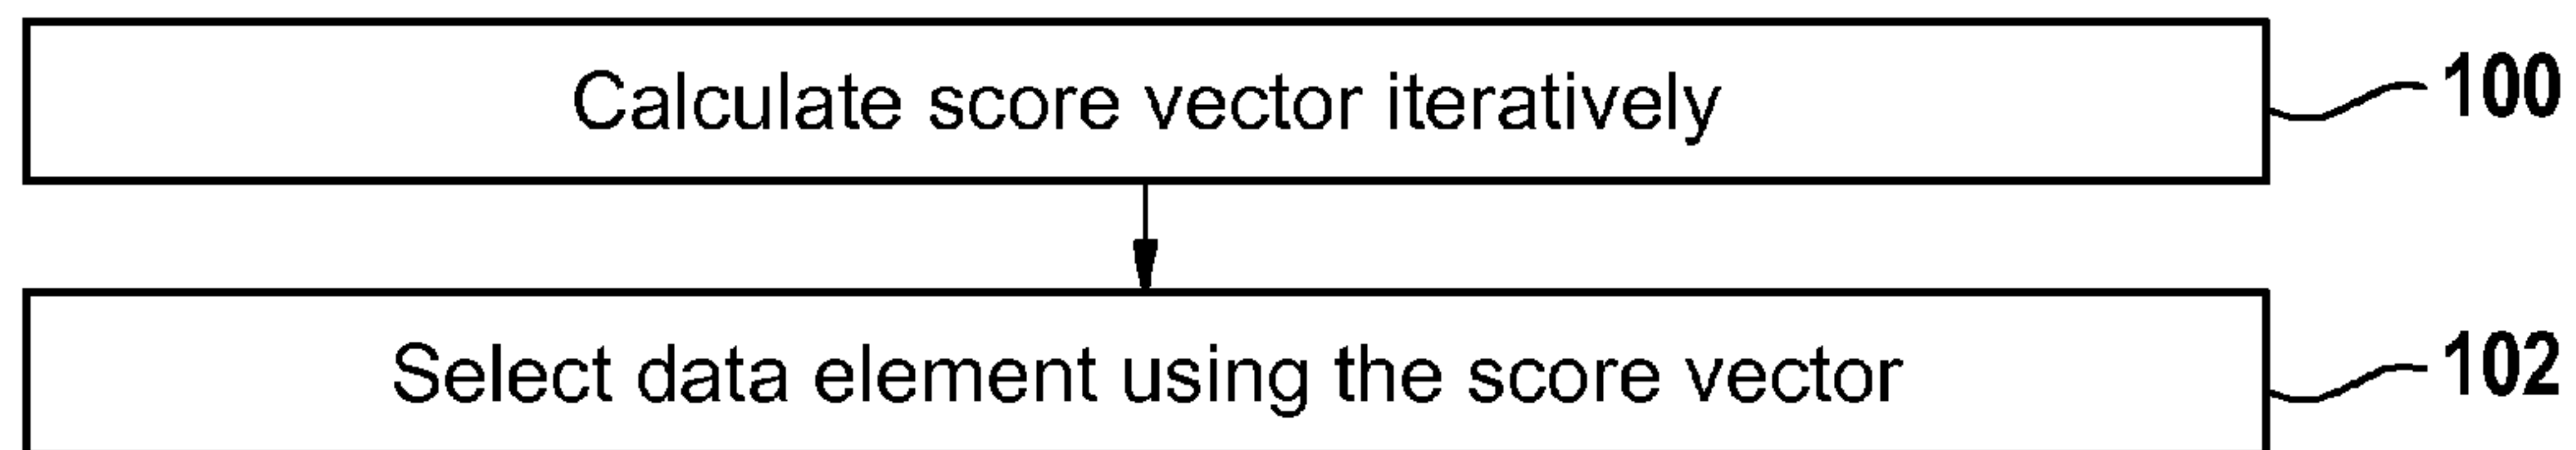 Calculate score vector iteratively
100
Select data element using the score vector
102